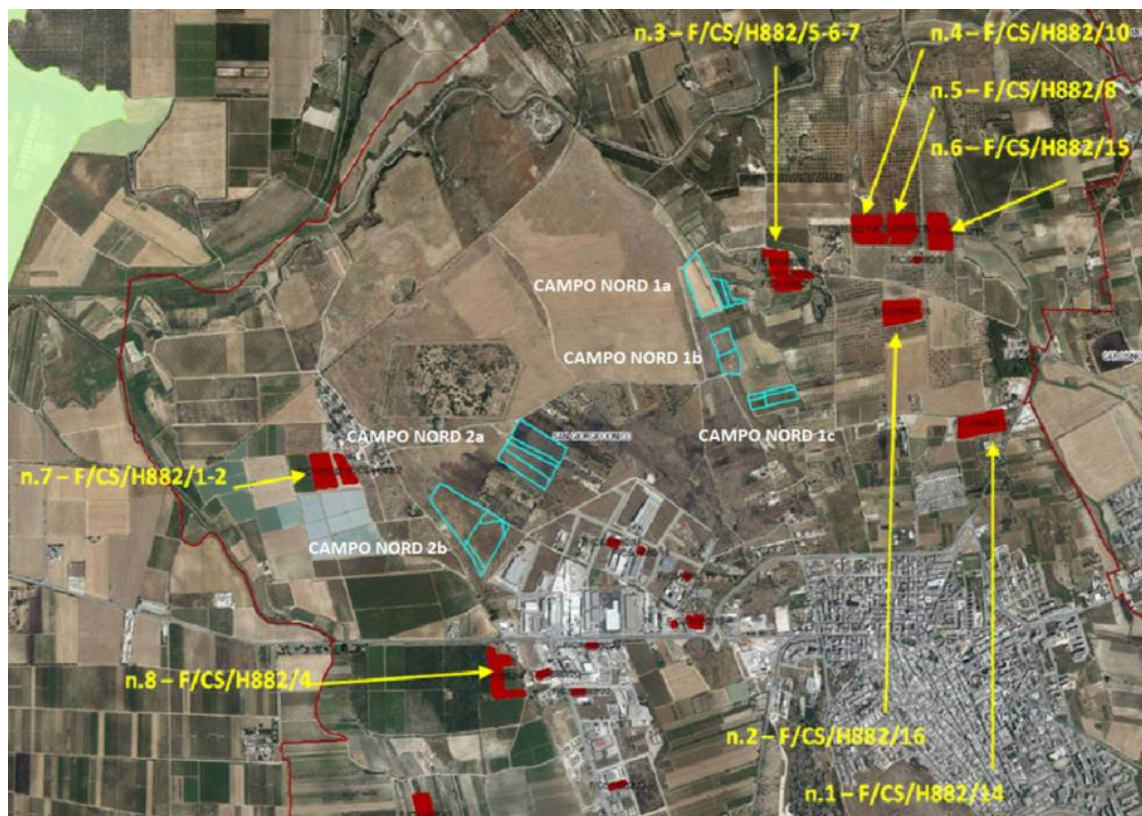 n.3 – F/CS/H882/5-6-7
n.4 – F/CS/H882/10
n.5 – F/CS/H882/8
n.6 – F/CS/H882/15
CAMPO NORD 1a
CAMPO NORD 1b
CAMPO NORD 1c
CAMPO NORD 2a
n.7 – F/CS/H882/1-2
CAMPO NORD 2b
n.8 – F/CS/H882/4
n.2 – F/CS/H882/16
n.1 – F/CS/H882/14